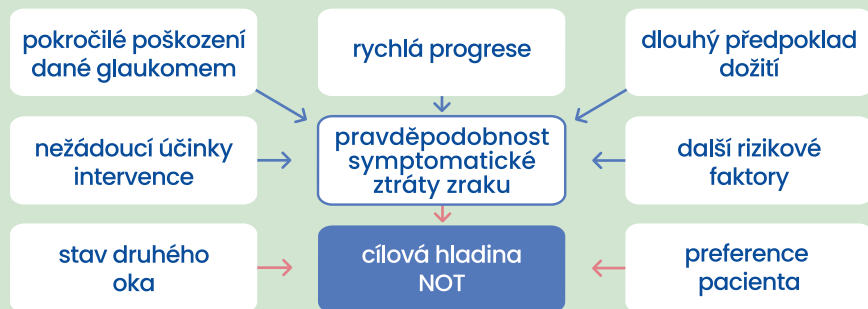 pokročilé poškození
dané glaukomem
rychlá progrese
dlouhý předpoklad
dožití
nežádoucí účinky
intervence
pravděpodobnost
symptomatické
ztráty zraku
další rizikové
faktory
stav druhého
oka
cílová hladina
NOT
preference
pacienta